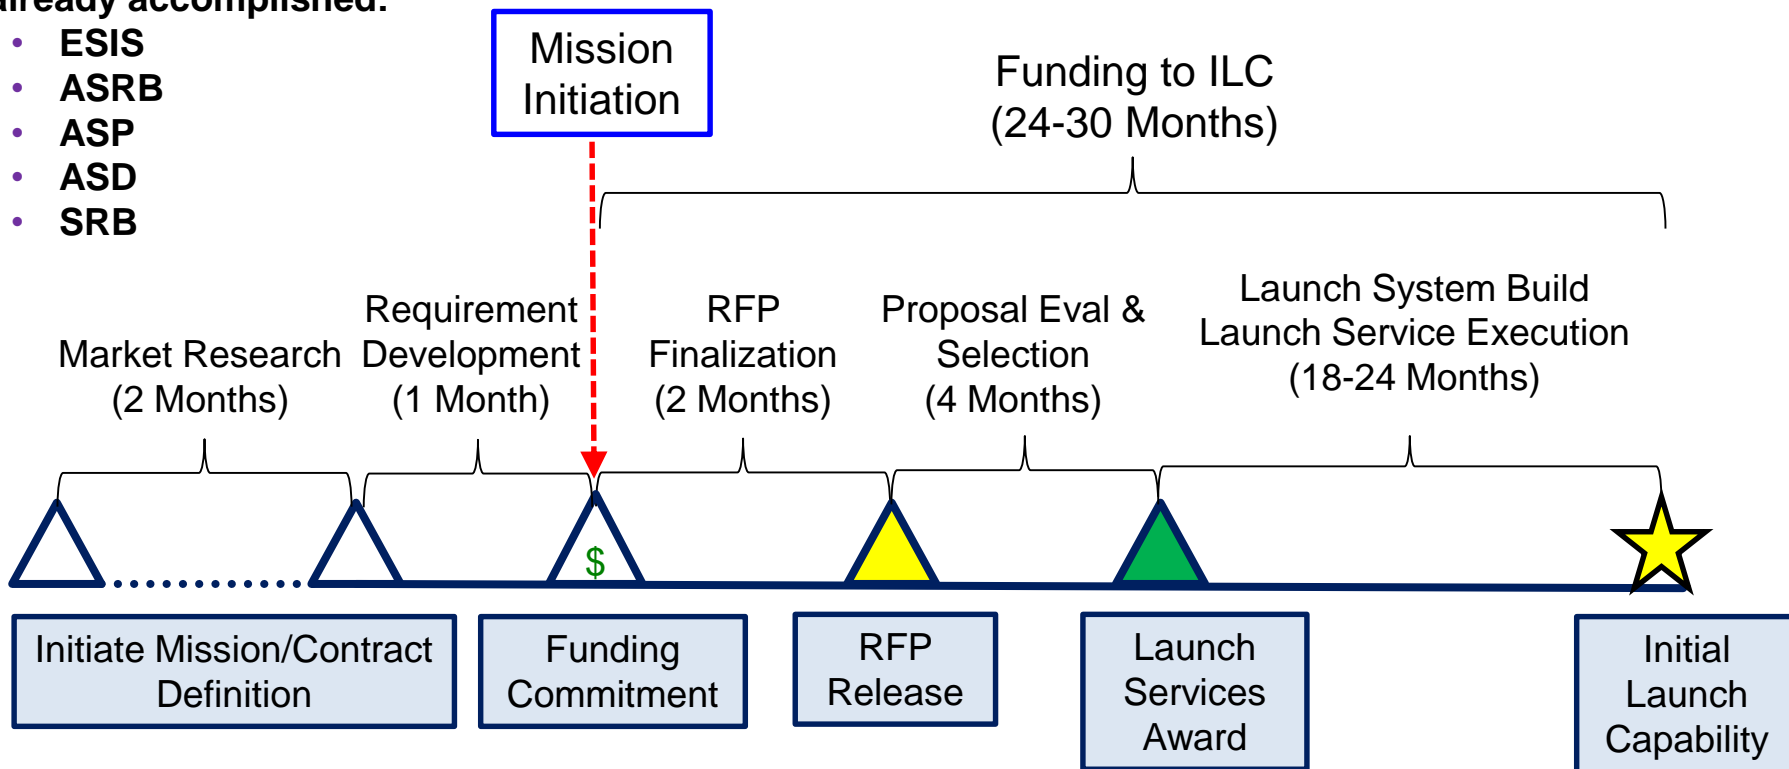 already accomplished:
• ESIS
• ASRB
• ASP
• ASD
• SRB
Mission
Initiation
Funding to ILC
(24-30 Months)
Market Research
(2 Months)
Requirement
Development
(1 Month)
RFP
Finalization
(2 Months)
Proposal Eval &
Selection
(4 Months)
Launch System Build
Launch Service Execution
(18-24 Months)
$
Initiate Mission/Contract
Definition
Funding
Commitment
RFP
Release
Launch
Services
Award
Initial
Launch
Capability